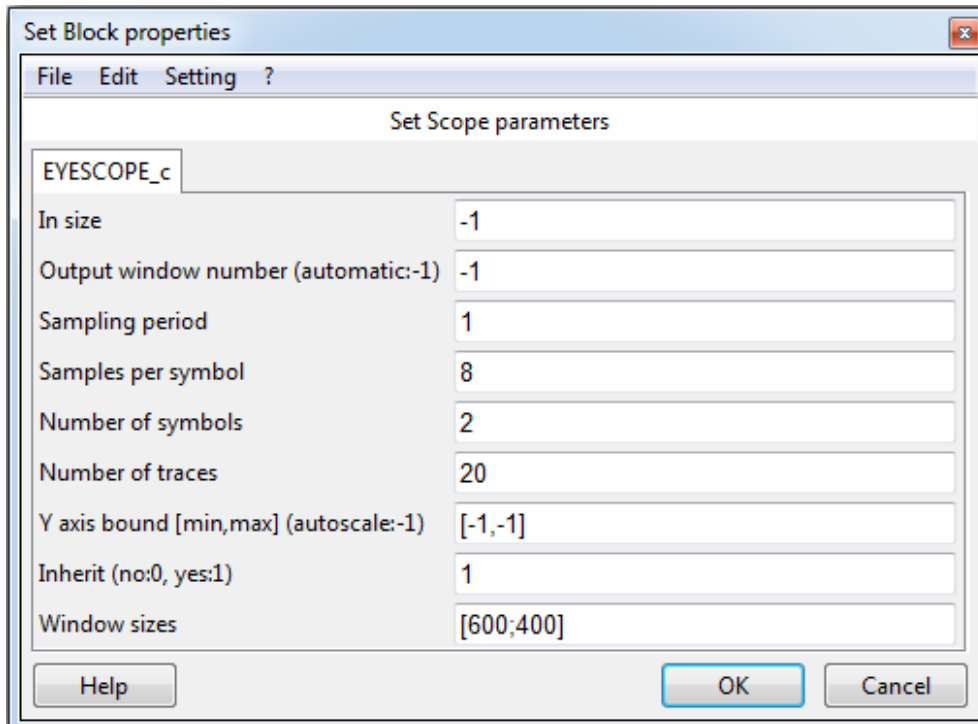 Set Block properties
File Edit Setting ?
Set Scope parameters
EYESCOPE_c
In size -1
Output window number (automatic:-1) -1
Sampling period 1
Samples per symbol 8
Number of symbols 2
Number of traces 20
Y axis bound [min,max] (autoscale:-1) [-1,-1]
Inherit (no:0, yes:1) 1
Window sizes [600;400]
Help OK Cancel